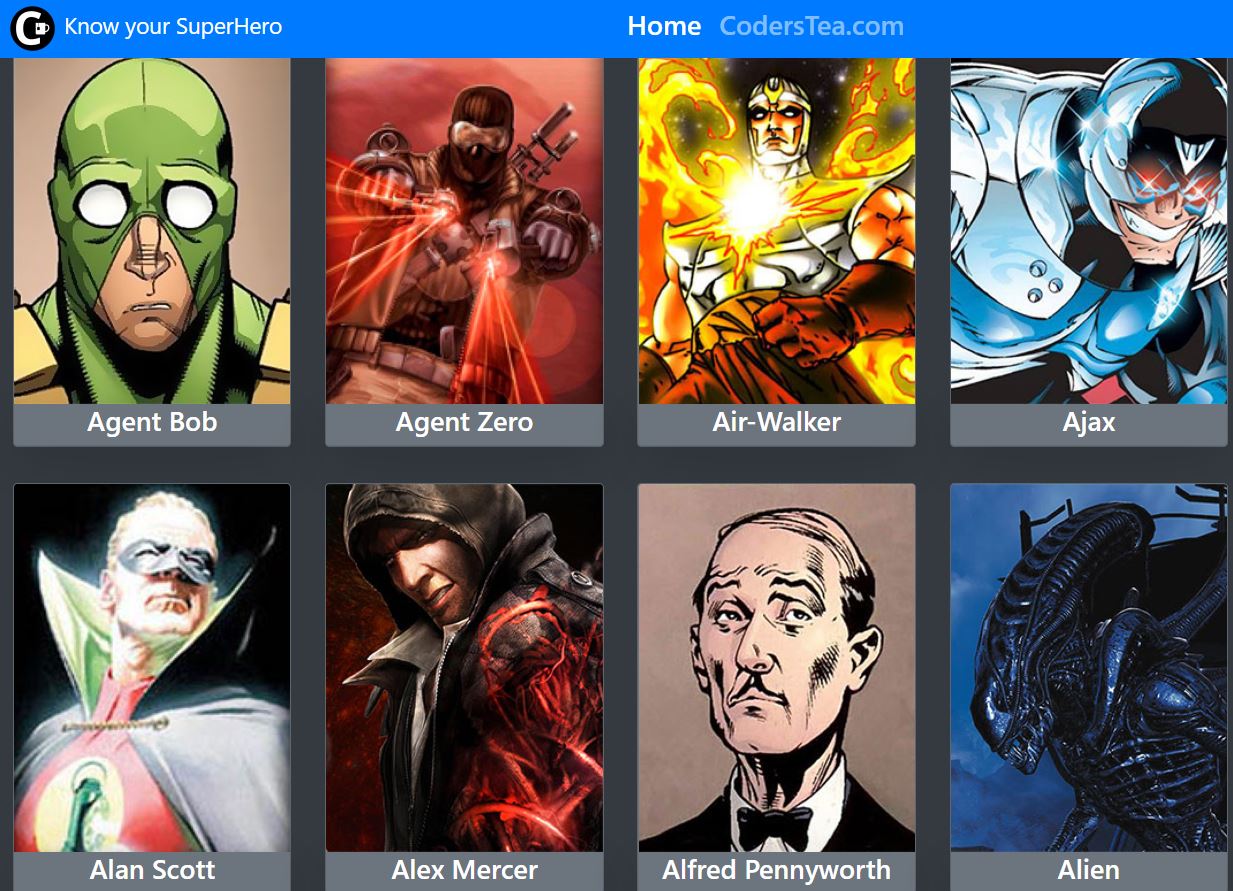 Know your SuperHero
Home CodersTea.com
Agent Bob
Agent Zero
Air-Walker
Ajax
Alan Scott
Alex Mercer
Alfred Pennyworth
Alien